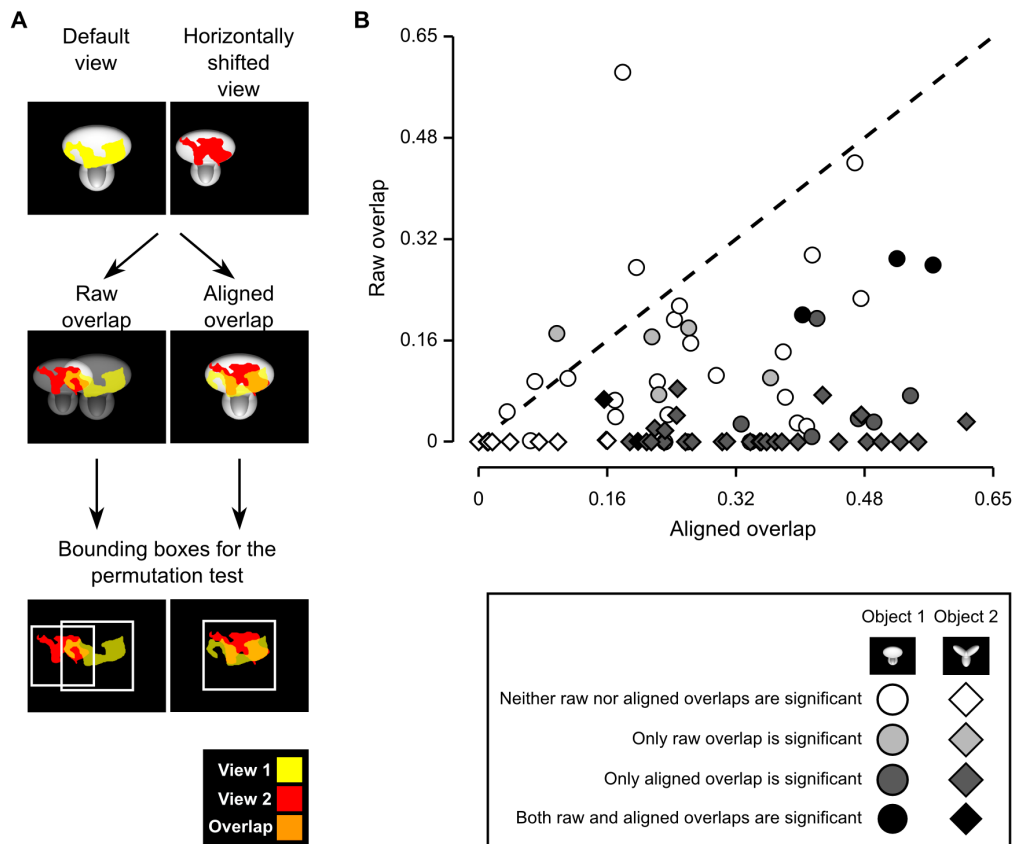 A
Default
view
Horizontally
shifted
view
Raw
overlap
Aligned
overlap
Bounding boxes for the
permutation test
View 1
View 2
Overlap
B
0.65
0.48
0.32
0.16
0
Raw overlap
0
0.16
0.32
0.48
0.65
Aligned overlap
Object 1
Object 2
Neither raw nor aligned overlaps are significant
Only raw overlap is significant
Only aligned overlap is significant
Both raw and aligned overlaps are significant